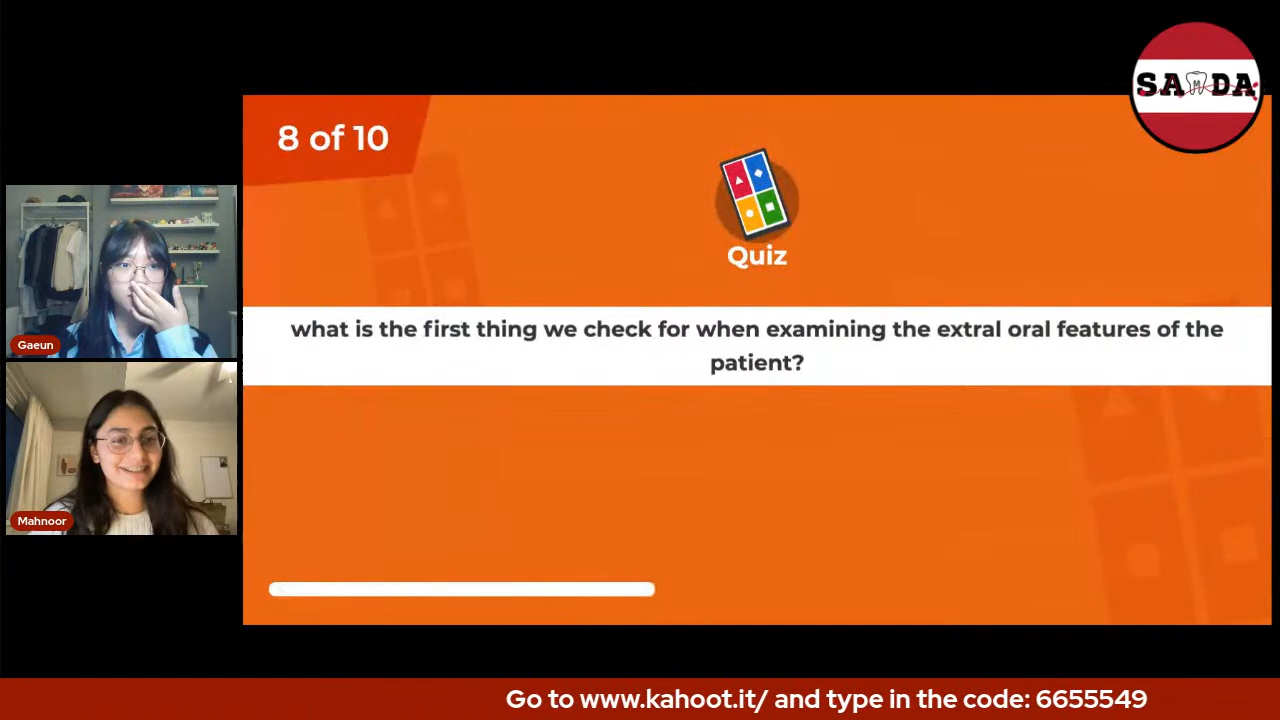 SAMDA
8 of 10
Quiz
what is the first thing we check for when examining the extral oral features of the
patient?
Gaeun
Mahnoor
Go to www.kahoot.it/ and type in the code: 6655549